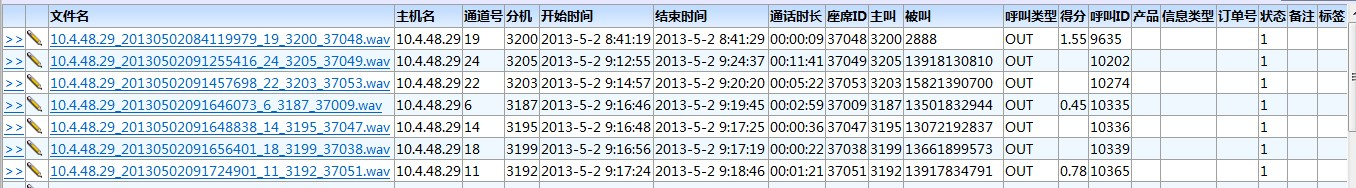 文件名 主机名 通道号 分机 开始时间 结束时间 通话时长 座席ID 主叫 被叫 呼叫类型 得分 呼叫ID 产品 信息类型 订单号 状态 备注 标签
>> 10.4.48.29_20130502084119979_19_3200_37048.wav 10.4.48.29 19 3200 2013-5-2 8:41:19 2013-5-2 8:41:29 00:00:09 37048 3200 2888 OUT 1.55 9635 1
>> 10.4.48.29_20130502091255416_24_3205_37049.wav 10.4.48.29 24 3205 2013-5-2 9:12:55 2013-5-2 9:24:37 00:11:41 37049 3205 13918130810 OUT 10202 1
>> 10.4.48.29_20130502091457698_22_3203_37053.wav 10.4.48.29 22 3203 2013-5-2 9:14:57 2013-5-2 9:20:20 00:05:22 37053 3203 15821390700 OUT 10274 1
>> 10.4.48.29_20130502091646073_6_3187_37009.wav 10.4.48.29 6 3187 2013-5-2 9:16:46 2013-5-2 9:19:45 00:02:59 37009 3187 13501832944 OUT 0.45 10335 1
>> 10.4.48.29_20130502091648838_14_3195_37047.wav 10.4.48.29 14 3195 2013-5-2 9:16:48 2013-5-2 9:17:25 00:00:36 37047 3195 13072192837 OUT 10336 1
>> 10.4.48.29_20130502091656401_18_3199_37038.wav 10.4.48.29 18 3199 2013-5-2 9:16:56 2013-5-2 9:17:19 00:00:22 37038 3199 13661899573 OUT 10339 1
>> 10.4.48.29_20130502091724901_11_3192_37051.wav 10.4.48.29 11 3192 2013-5-2 9:17:24 2013-5-2 9:18:46 00:01:21 37051 3192 13917834791 OUT 0.78 10365 1